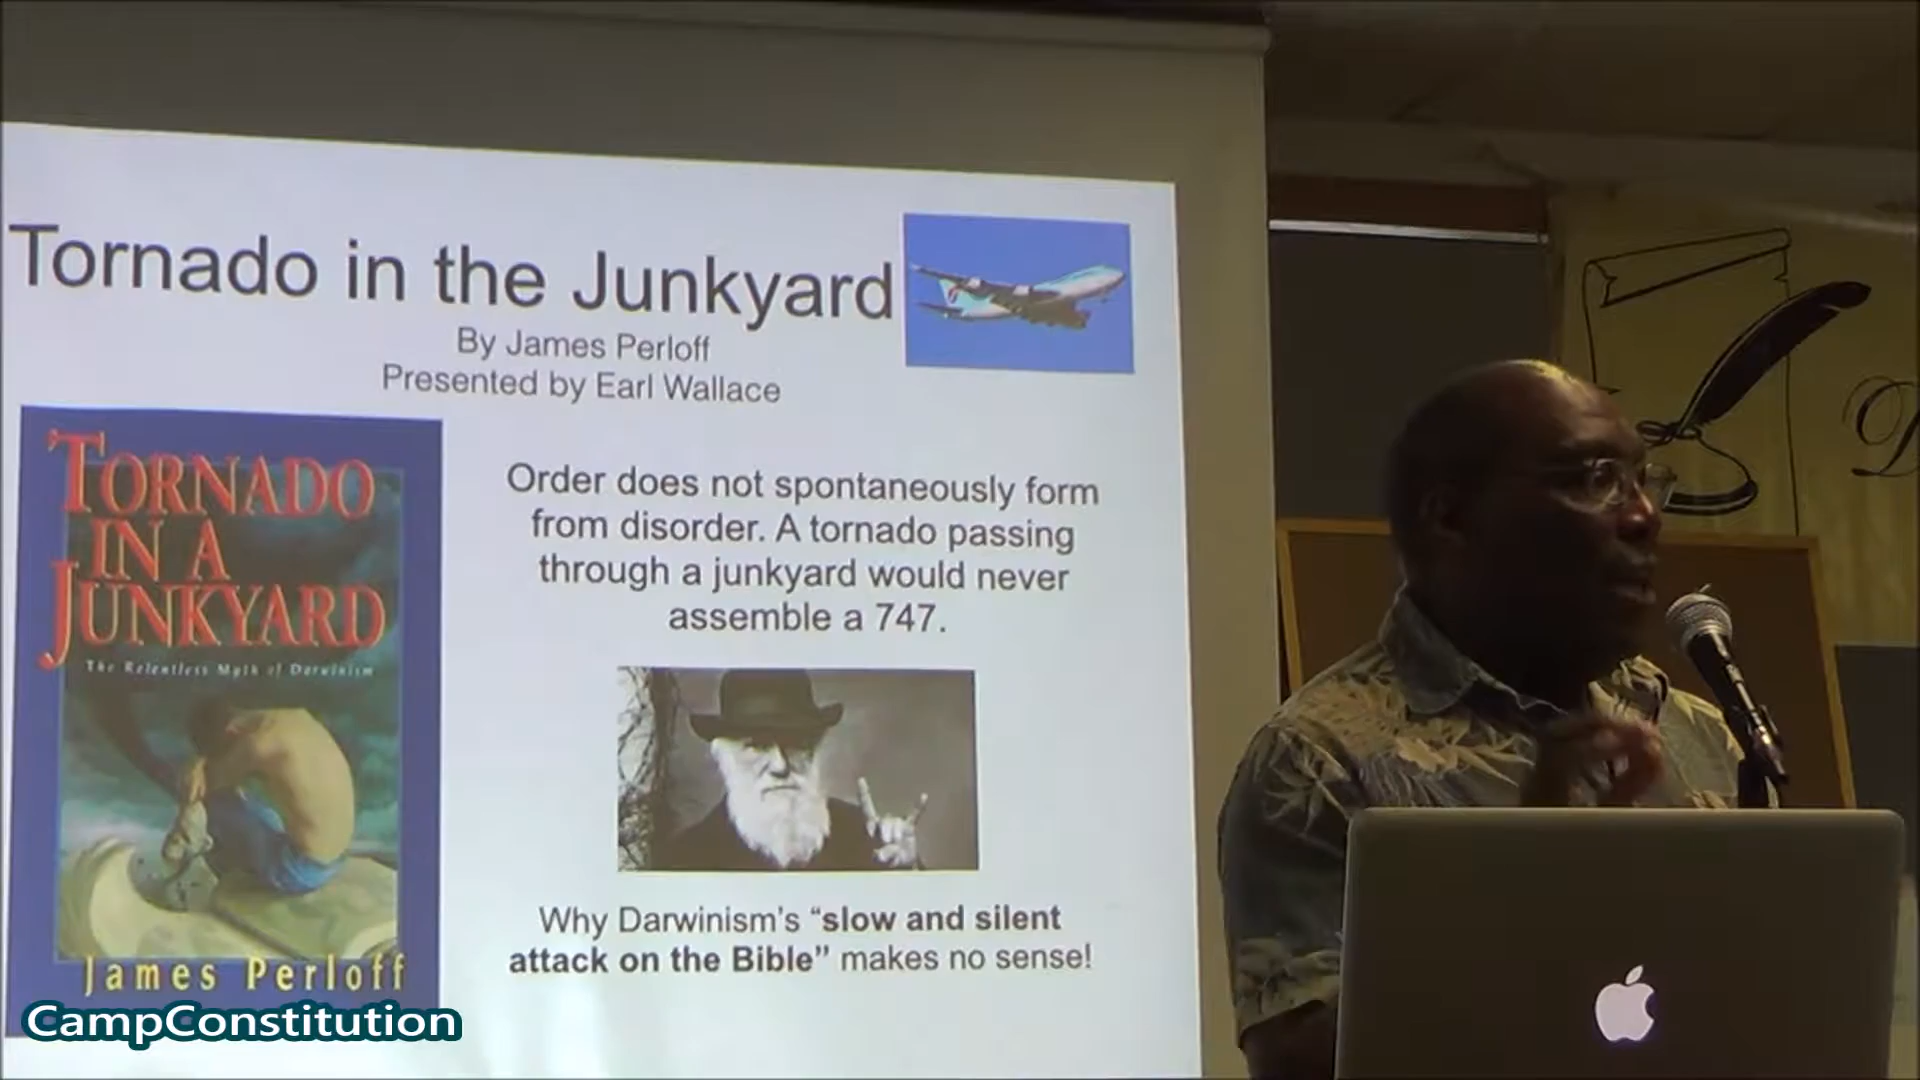 Tornado in the Junkyard
By James Perloff
Presented by Earl Wallace
TORNADO
IN A
JUNKYARD
The Relentless Myth of Darwinism
James Perloff
Order does not spontaneously form
from disorder. A tornado passing
through a junkyard would never
assemble a 747.
Why Darwinism's “slow and silent
attack on the Bible” makes no sense!
CampConstitution
D